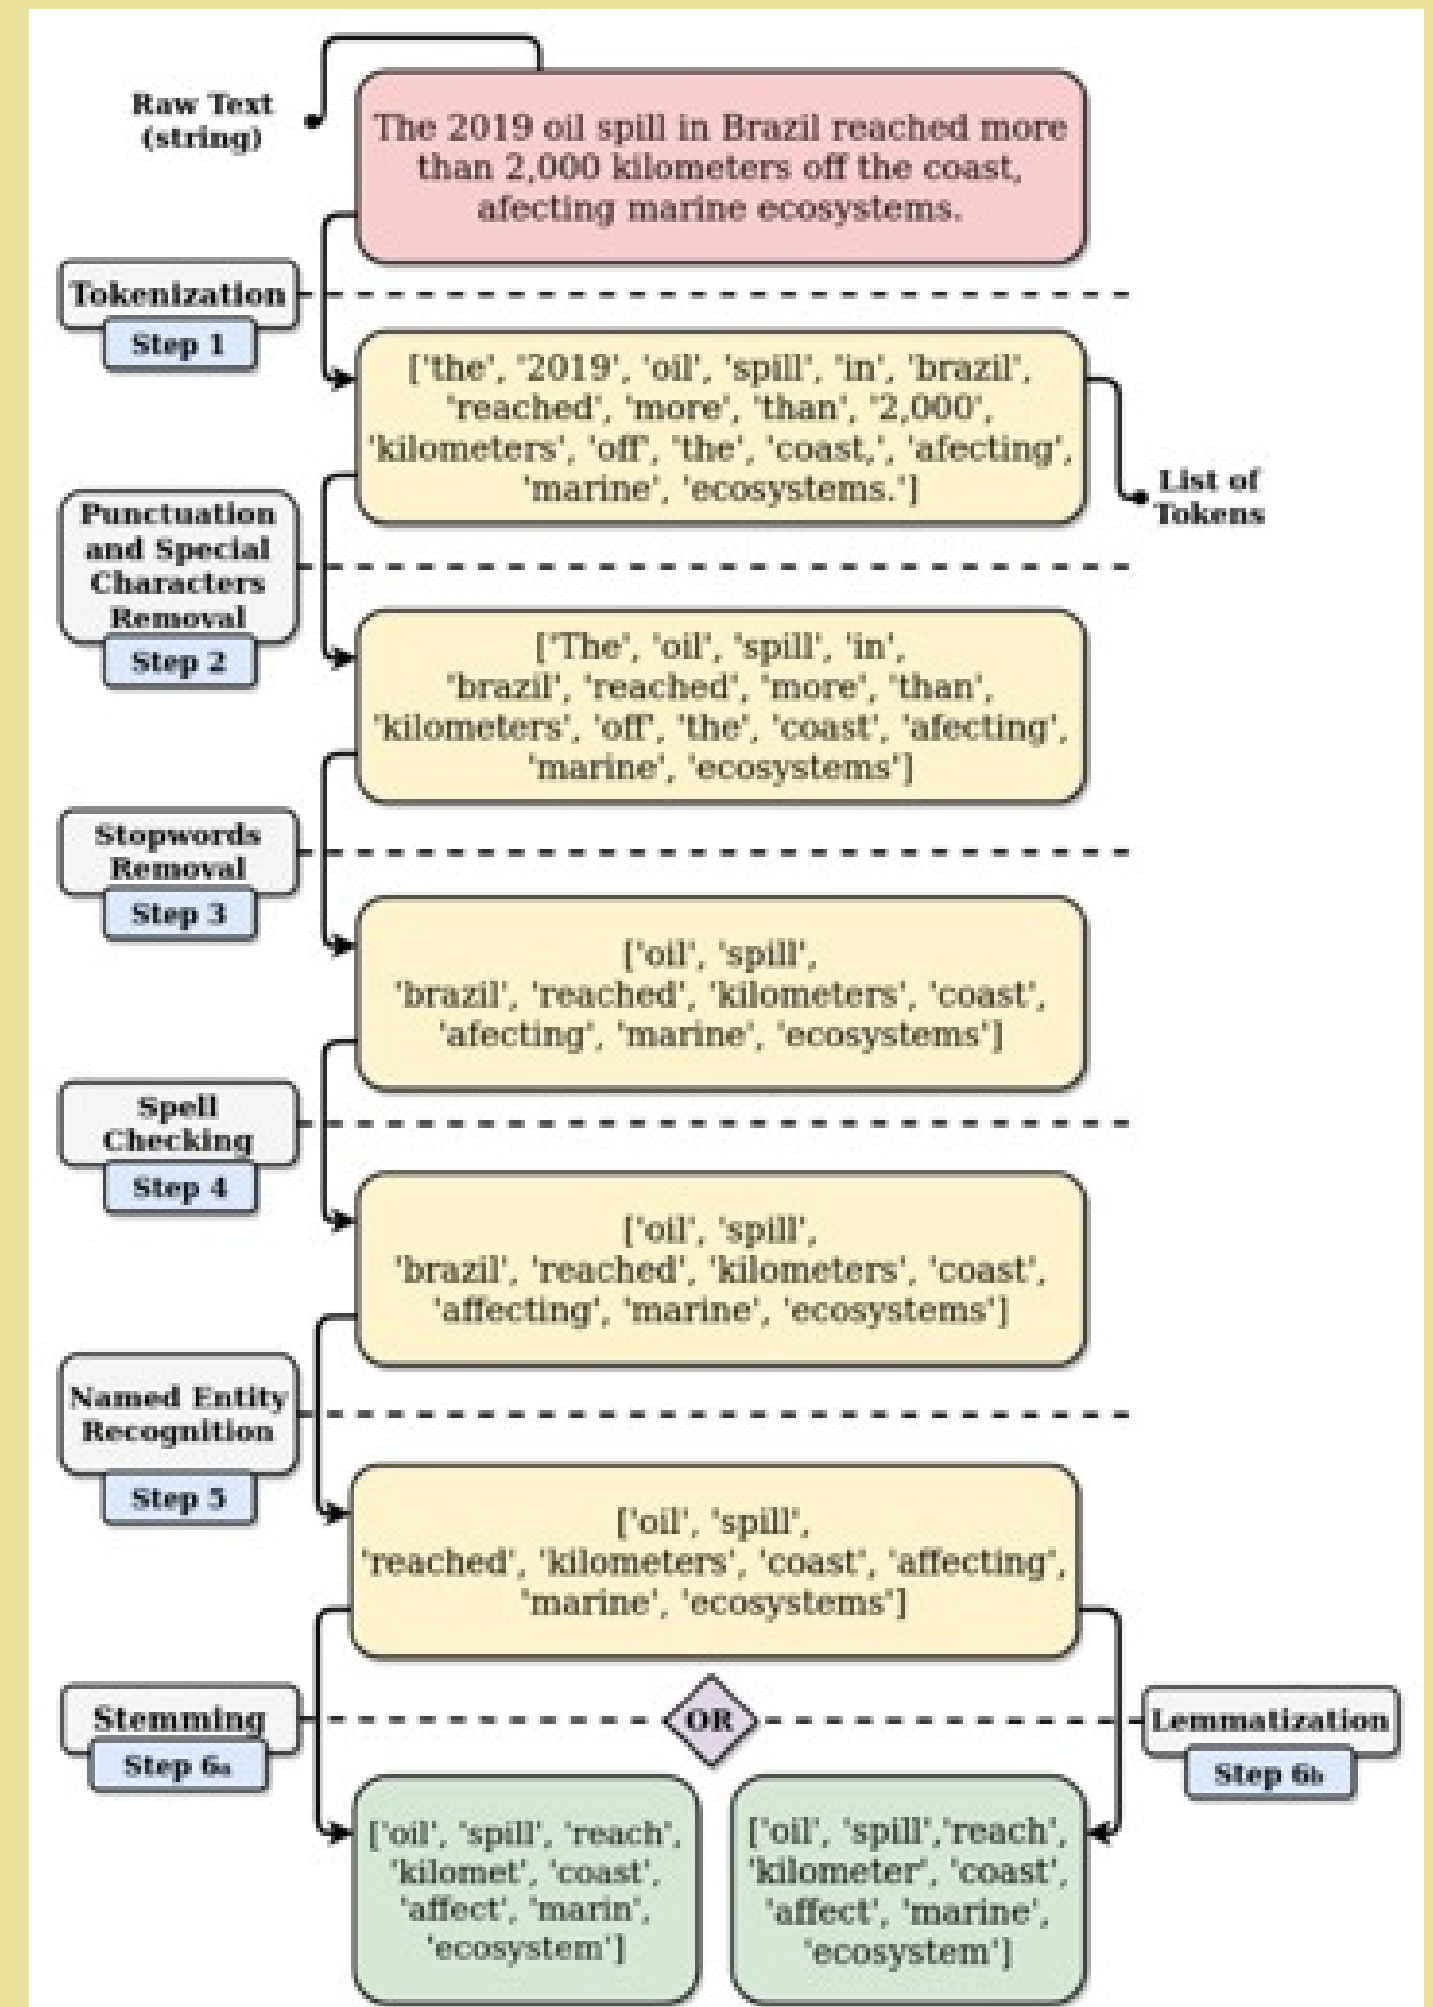 Raw Text
(string)
The 2019 oil spill in Brazil reached more
than 2,000 kilometers off the coast,
afecting marine ecosystems.
Tokenization
Step 1
['the', '2019', 'oil', 'spill', 'in', 'brazil',
'reached', 'more', 'than', '2,000',
'kilometers', 'off', 'the', 'coast,', 'afecting',
'marine', 'ecosystems.']
List of
Tokens
Punctuation
and Special
Characters
Removal
Step 2
['The', 'oil', 'spill', 'in',
'brazil', 'reached', 'more', 'than',
'kilometers', 'off', 'the', 'coast', 'afecting',
'marine', 'ecosystems']
Stopwords
Removal
Step 3
['oil', 'spill',
'brazil', 'reached', 'kilometers', 'coast',
'afecting', 'marine', 'ecosystems']
Spell
Checking
Step 4
['oil', 'spill',
'brazil', 'reached', 'kilometers', 'coast',
'affecting', 'marine', 'ecosystems']
Named Entity
Recognition
Step 5
['oil', 'spill',
'reached', 'kilometers', 'coast', 'affecting',
'marine', 'ecosystems']
Stemming
Step 6a
OR
Lemmatization
Step 6b
['oil', 'spill', 'reach',
'kilomet', 'coast',
'affect', 'marin',
'ecosystem']
['oil', 'spill','reach',
'kilometer', 'coast',
'affect', 'marine',
'ecosystem']